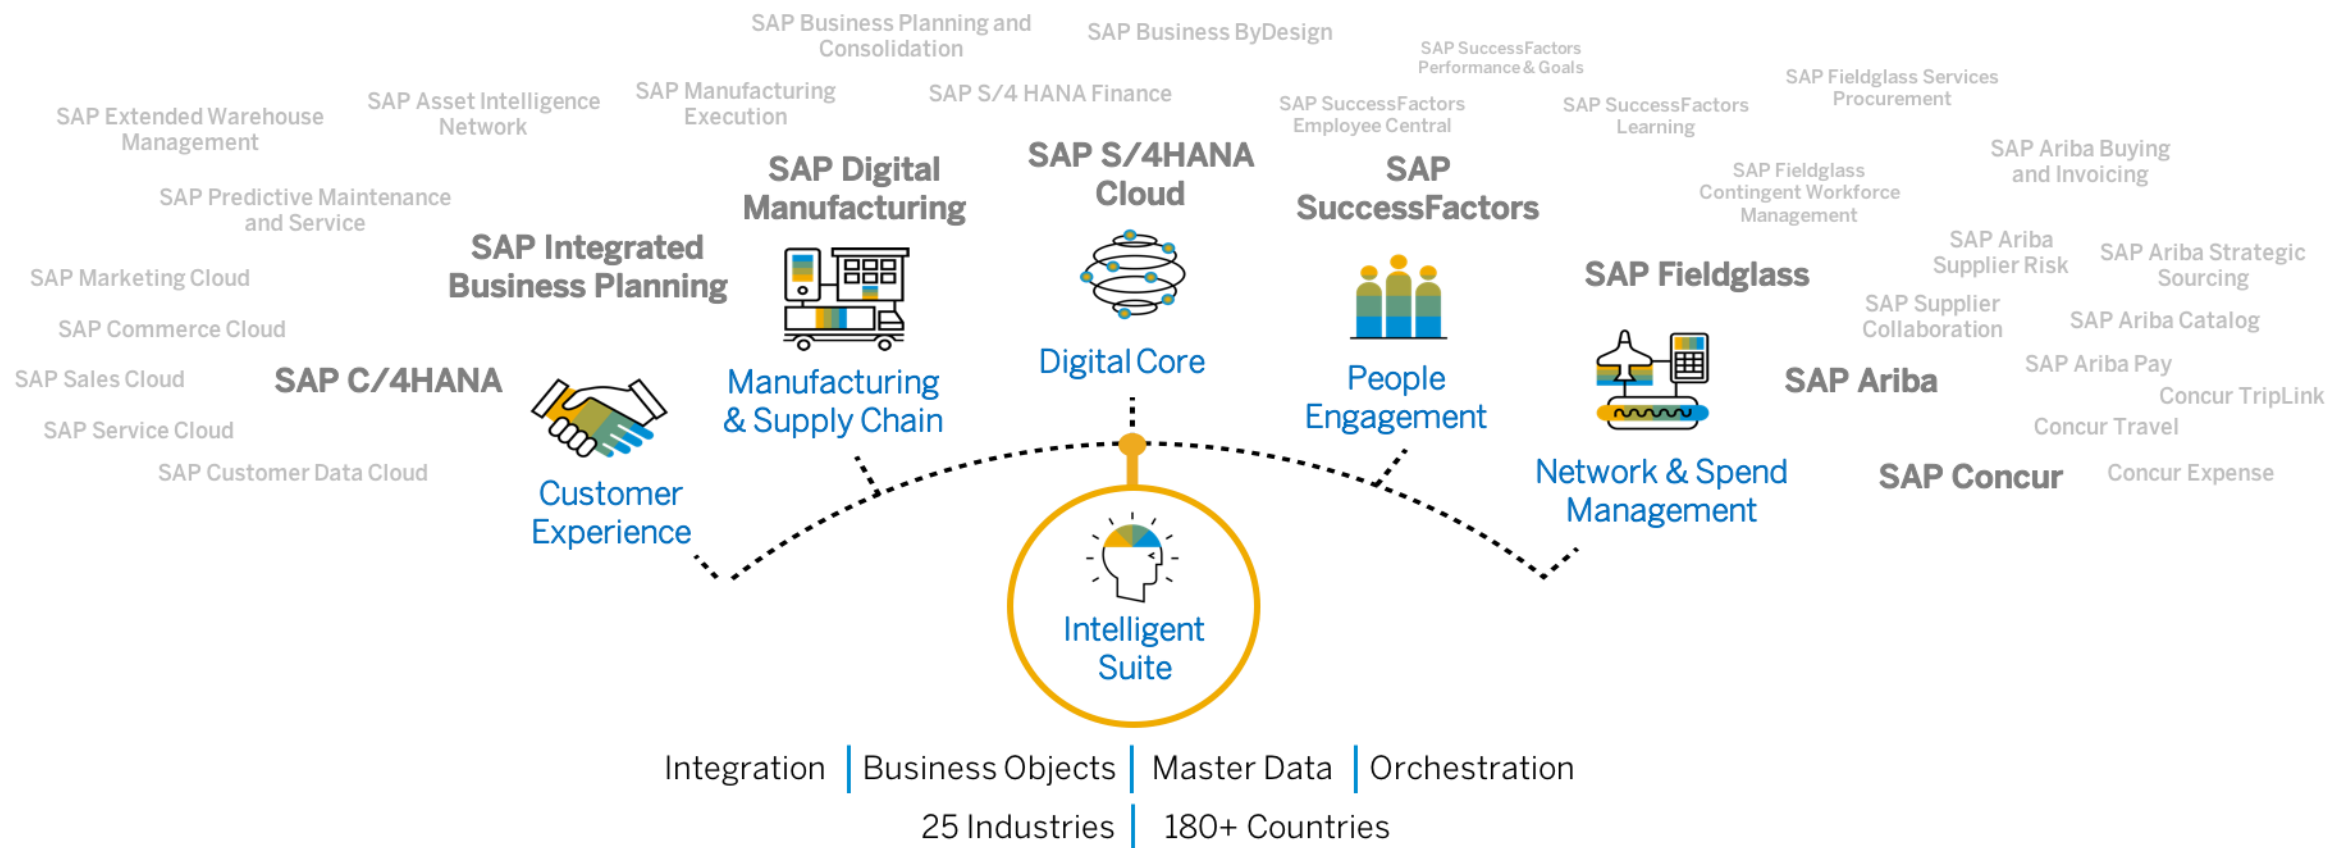 SAP Business Planning and
Consolidation
SAP Business ByDesign
SAP SuccessFactors
Performance & Goals
SAP Fieldglass Services
Procurement
SAP Extended Warehouse
Management
SAP Asset Intelligence
Network
SAP Manufacturing
Execution
SAP S/4 HANA Finance
SAP SuccessFactors
Employee Central
SAP SuccessFactors
Learning
SAP Ariba Buying
and Invoicing
SAP Predictive Maintenance
and Service
SAP Digital
Manufacturing
SAP S/4HANA
Cloud
SAP
SuccessFactors
SAP Fieldglass
Contingent Workforce
Management
SAP Integrated
Business Planning
SAP Fieldglass
SAP Ariba
Supplier Risk
SAP Ariba Strategic
Sourcing
SAP Marketing Cloud
SAP Supplier
Collaboration
SAP Ariba Catalog
SAP Commerce Cloud
SAP Sales Cloud
SAP C/4HANA
SAP Ariba
SAP Ariba Pay
Concur TripLink
SAP Service Cloud
Concur Travel
SAP Customer Data Cloud
SAP Concur
Concur Expense
Customer
Experience
Manufacturing
& Supply Chain
Digital Core
People
Engagement
Network & Spend
Management
Intelligent
Suite
Integration
Business Objects
Master Data
Orchestration
25 Industries
180+ Countries